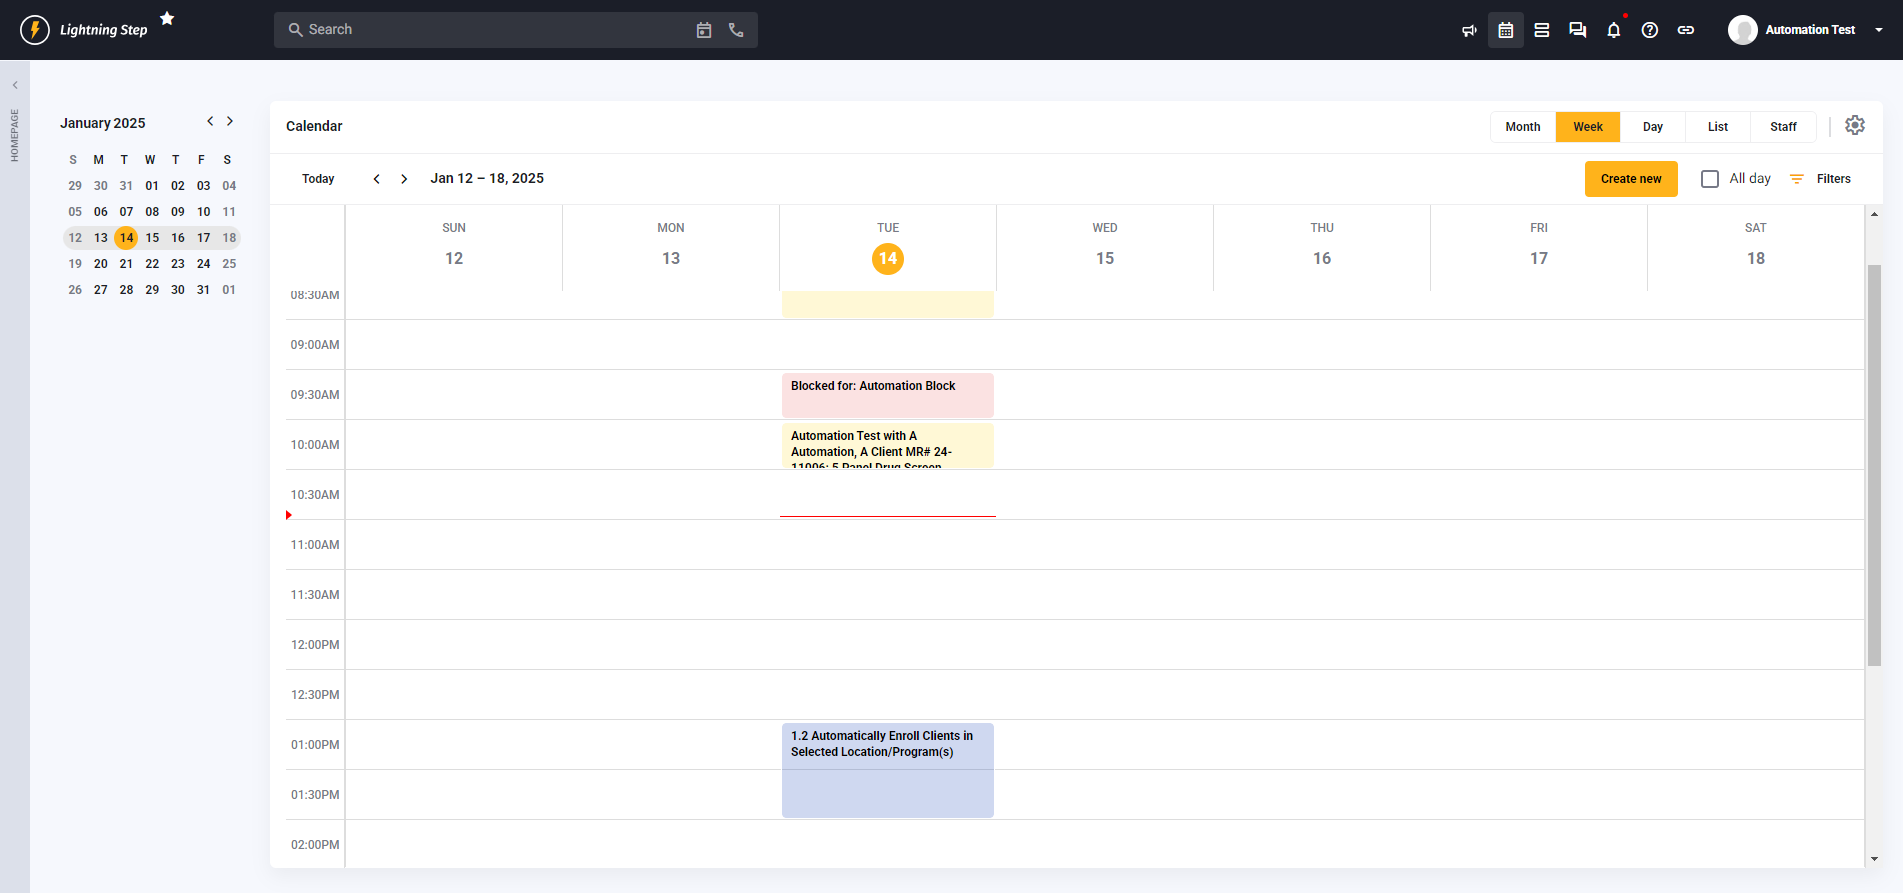 Lightning Step
Search
Automation Test
HOMEPAGE
January 2025
S M T W T F S
29 30 31 01 02 03 04
05 06 07 08 09 10 11
12 13 14 15 16 17 18
19 20 21 22 23 24 25
26 27 28 29 30 31 01
Calendar
Month Week Day List Staff
Today Jan 12 – 18, 2025
Create new All day Filters
SUN MON TUE WED THU FRI SAT
12 13 14 15 16 17 18
08:30AM
09:00AM
09:30AM
Blocked for: Automation Block
10:00AM
Automation Test with A
Automation, A Client MR# 24-
11006: 5 Panel Drug Screen
10:30AM
11:00AM
11:30AM
12:00PM
12:30PM
01:00PM
1.2 Automatically Enroll Clients in
Selected Location/Program(s)
01:30PM
02:00PM